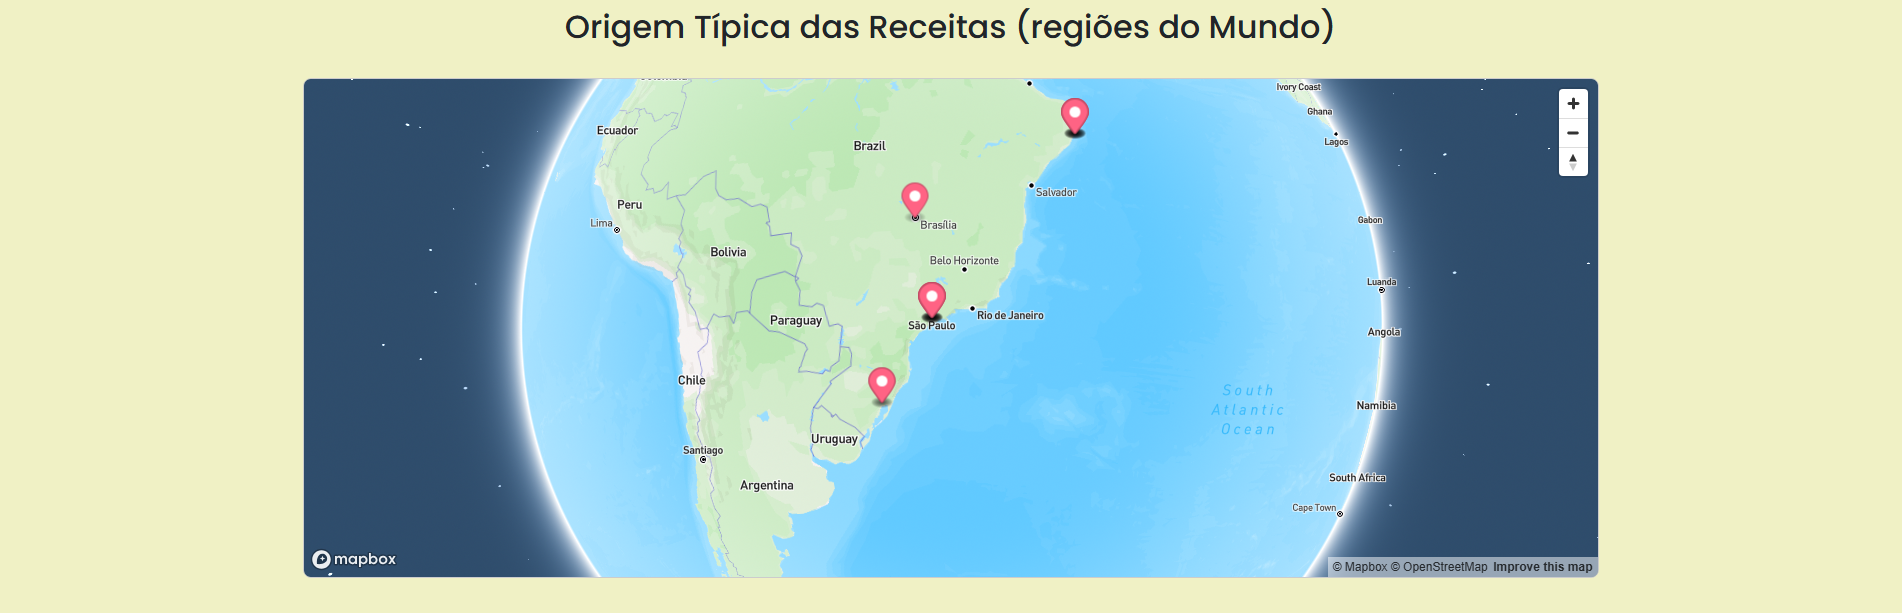 Origem Típica das Receitas (regiões do Mundo)
Colombia
Ivory Coast
Ghana
Lagos
Ecuador
Brazil
Salvador
Peru
Lima
Brasília
Gabon
Bolivia
Belo Horizonte
Luanda
Paraguay
São Paulo
Rio de Janeiro
Angola
Chile
South
Atlantic
Ocean
Namibia
Uruguay
Santiago
Argentina
South Africa
Cape Town
mapbox
© Mapbox © OpenStreetMap Improve this map